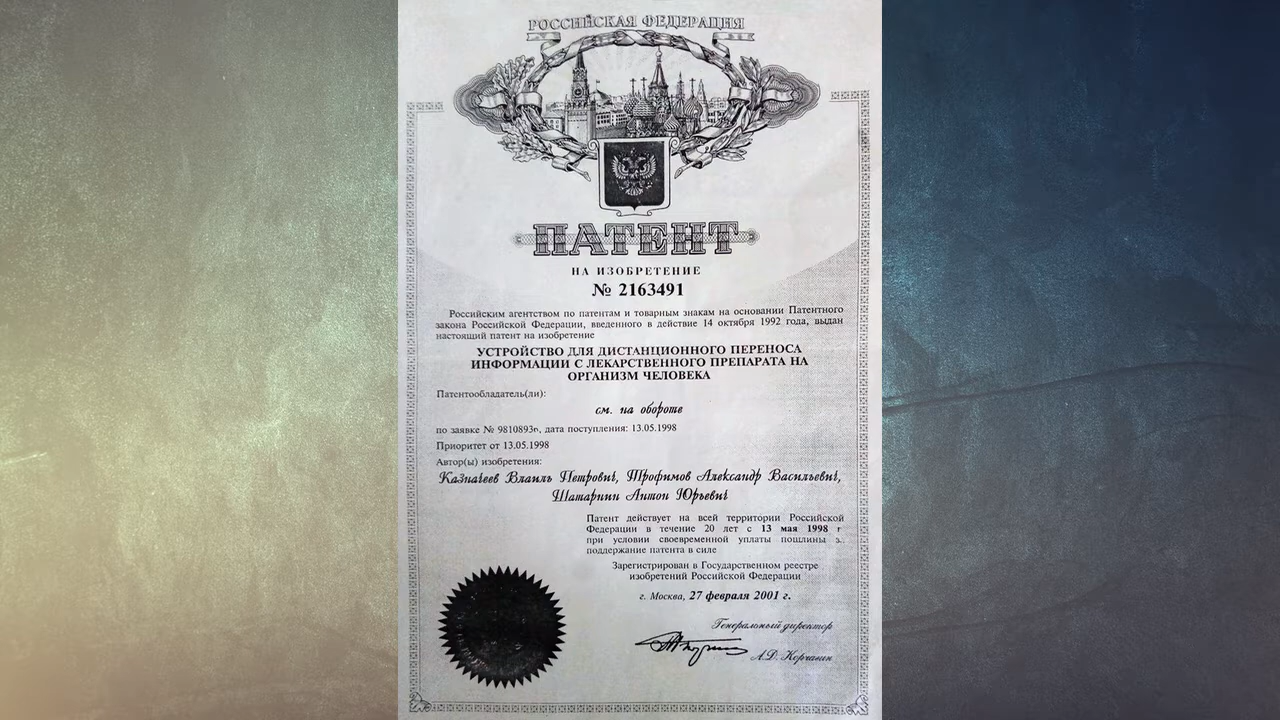 РОССИЙСКАЯ ФЕДЕРАЦИЯ
ПАТЕНТ
НА ИЗОБРЕТЕНИЕ
№ 2163491
Российским агентством по патентам и товарным знакам на основании Патентного
закона Российской Федерации, введенного в действие 14 октября 1992 года, выдан
настоящий патент на изобретение
УСТРОЙСТВО ДЛЯ ДИСТАНЦИОННОГО ПЕРЕНОСА
ИНФОРМАЦИИ С ЛЕКАРСТВЕННОГО ПРЕПАРАТА НА
ОРГАНИЗМ ЧЕЛОВЕКА
Патентообладатель(ли):
см. на обороте
по заявке № дата поступления: 13.05.1998
Приоритет от 13.05.1998
Автор(ы) изобретения:
Казначеев Влаиль Петрович, Трофимов Александр Васильевич,
Шатарнин Антон Юрьевич
Патент действует на всей территории Российской
Федерации в течение 20 лет с 13 мая 1998 г
при условии своевременной уплаты пошлины з..
поддержание патента в силе
Зарегистрирован в Государственном реестре
изобретений Российской Федерации
г. Москва, 27 февраля 2001 г.
Генеральный директор
А.Д. Корчагин